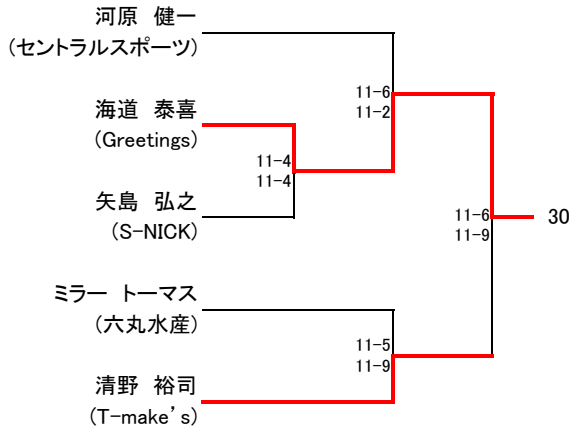 河原 健一
(セントラルスポーツ)
海道 泰喜
(Greetings)
矢島 弘之
(S-NICK)
ミラー トーマス
(六丸水産)
清野 裕司
(T-make's)
11-4
11-4
11-6
11-2
11-5
11-9
11-6
11-9
30